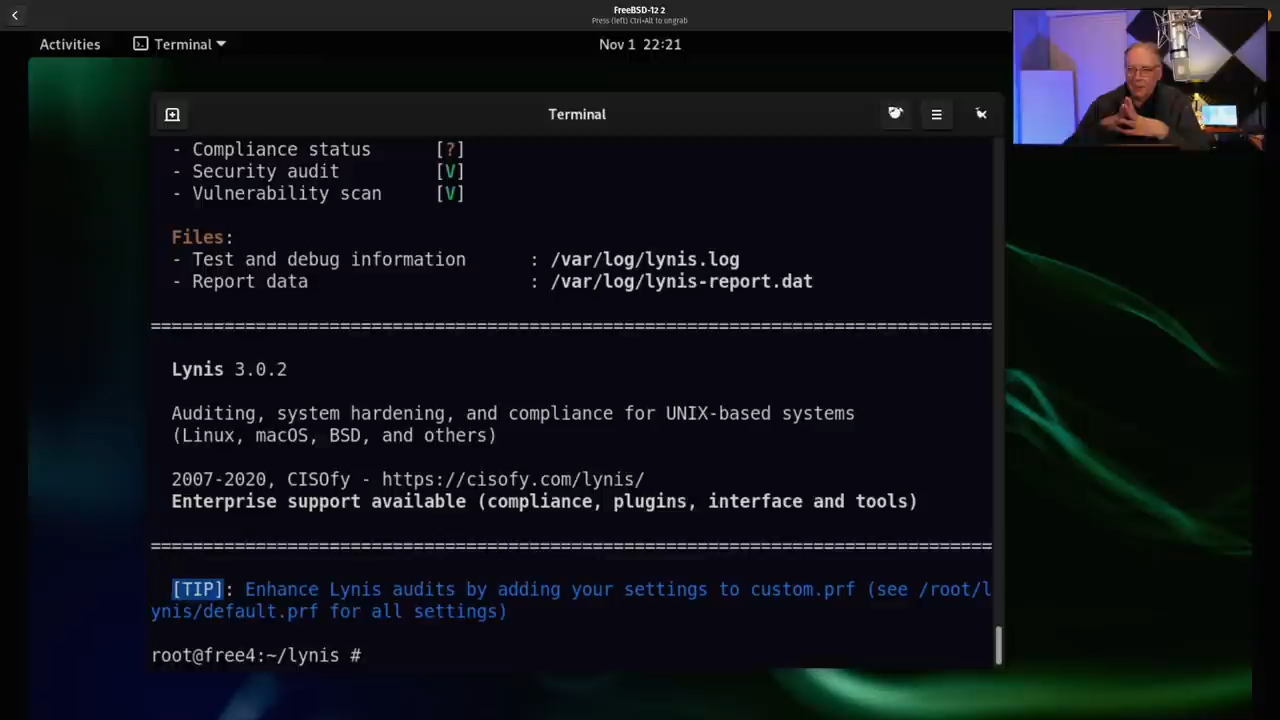 FreeBSD-12 2
Press (left) Ctrl+Alt to ungrab
Activities
Terminal
Nov 1 22:21
Terminal
- Compliance status [?]
- Security audit [V]
- Vulnerability scan [V]
Files:
- Test and debug information : /var/log/lynis.log
- Report data : /var/log/lynis-report.dat
================================================================================
Lynis 3.0.2
Auditing, system hardening, and compliance for UNIX-based systems
(Linux, macOS, BSD, and others)
2007-2020, CISOfy - https://cisofy.com/lynis/
Enterprise support available (compliance, plugins, interface and tools)
================================================================================
[TIP]: Enhance Lynis audits by adding your settings to custom.prf (see /root/l
ynis/default.prf for all settings)
root@free4:~/lynis #